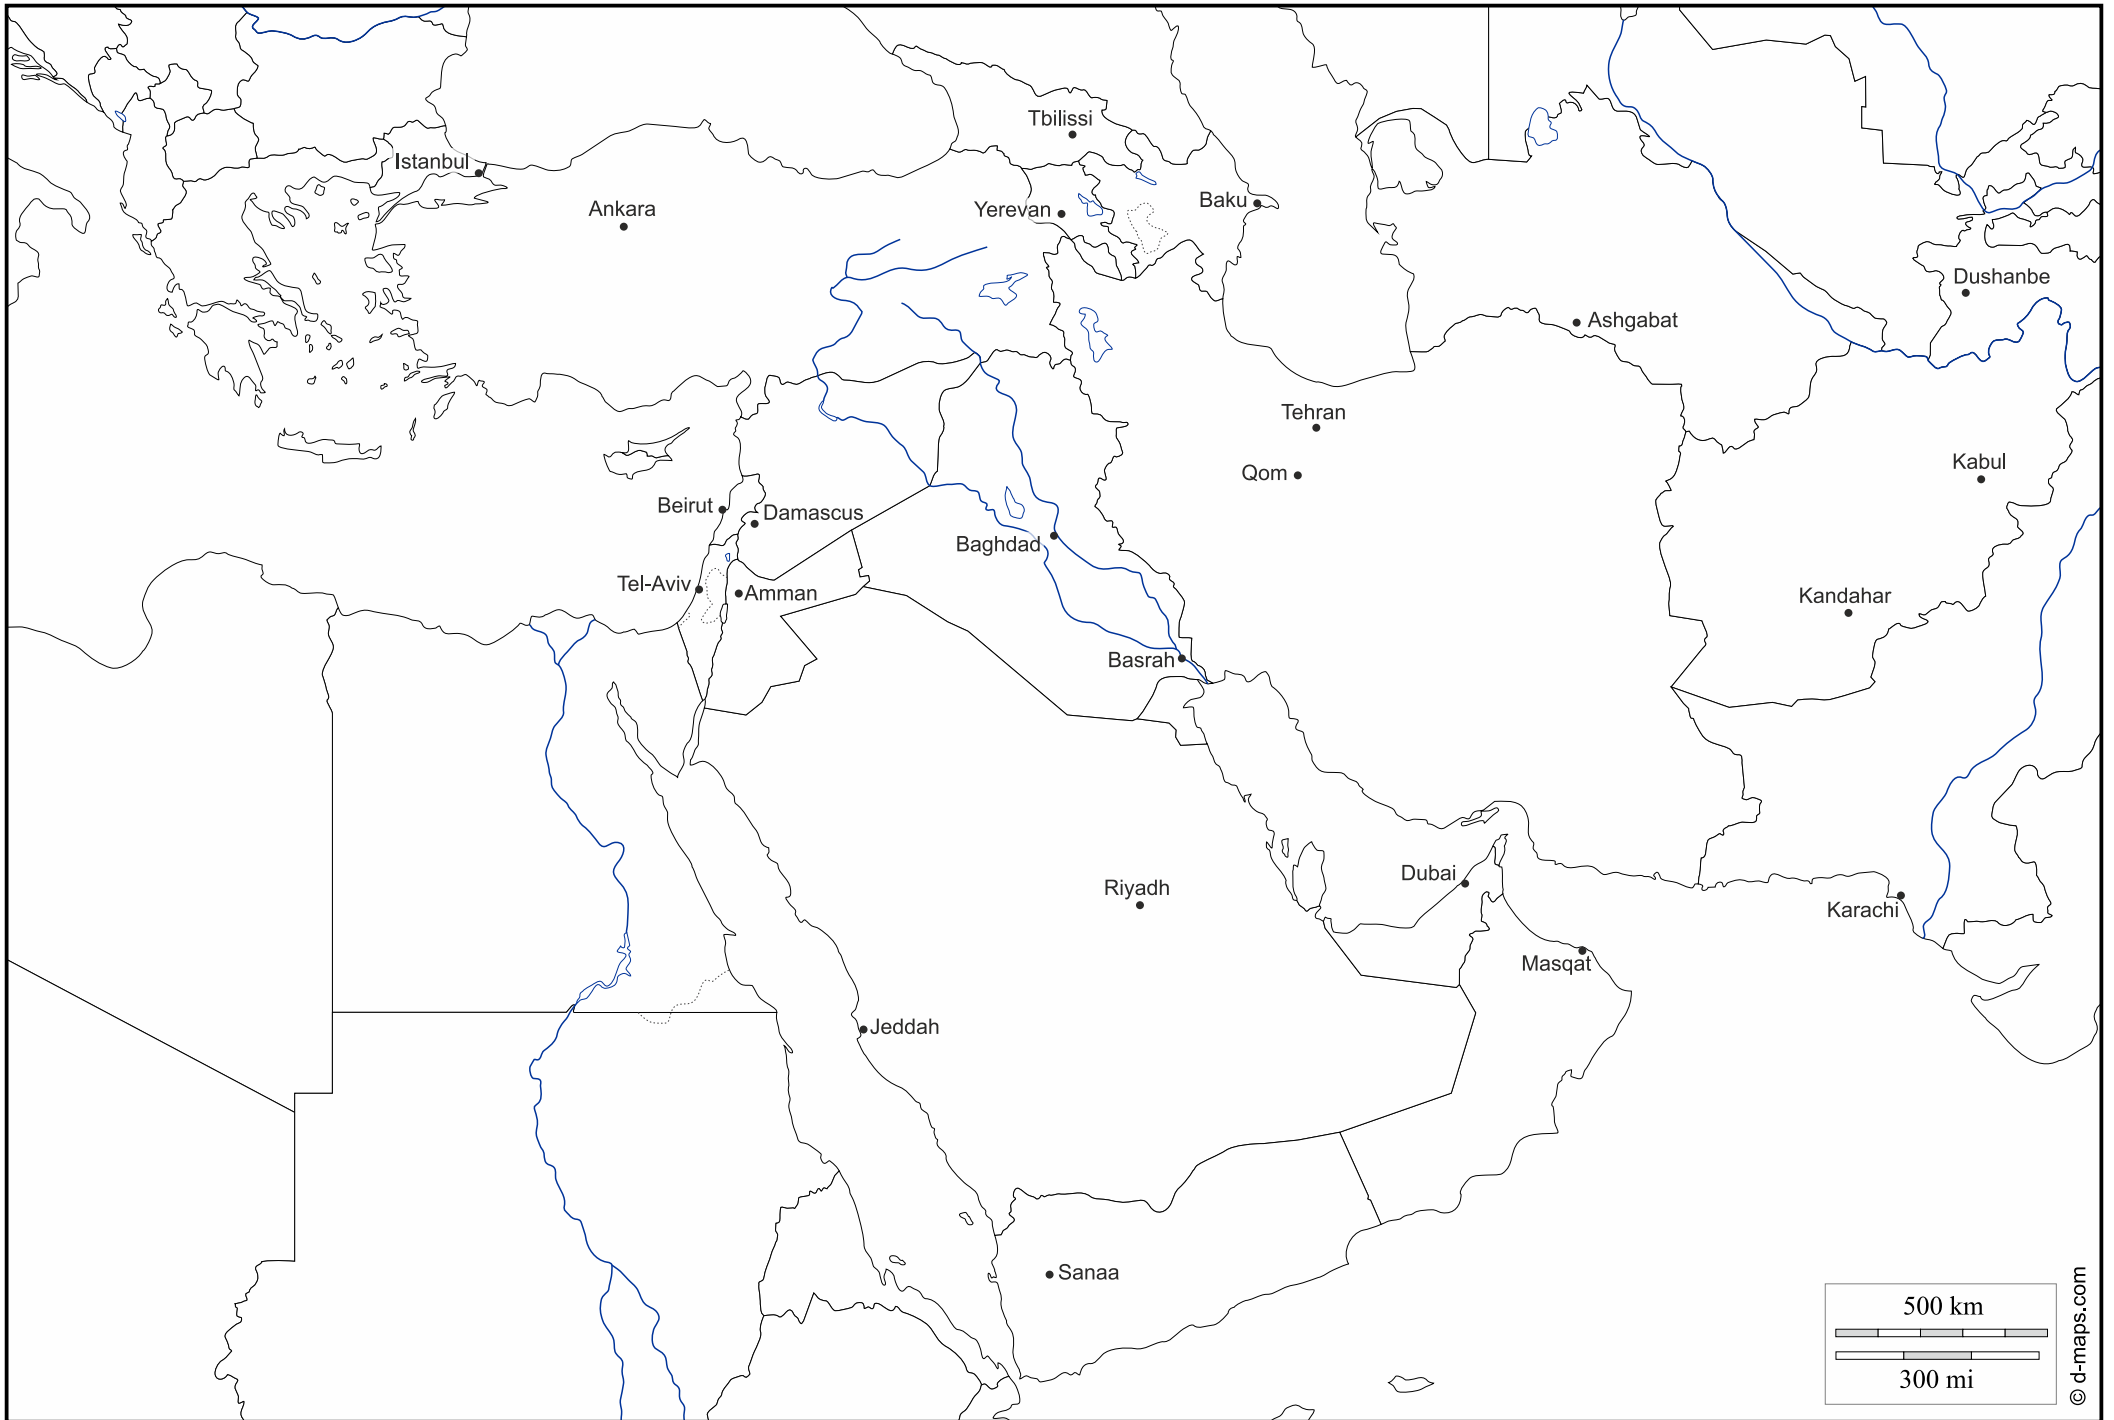 Tbilissi
Istanbul
Baku
Yerevan
Ankara
Dushanbe
Ashgabat
Tehran
Kabul
Qom
Beirut
Damascus
Baghdad
Tel-Aviv
Amman
Kandahar
Basrah
Dubai
Riyadh
Karachi
Masqat
Jeddah
Sanaa
500 km
300 mi
© d-maps.com